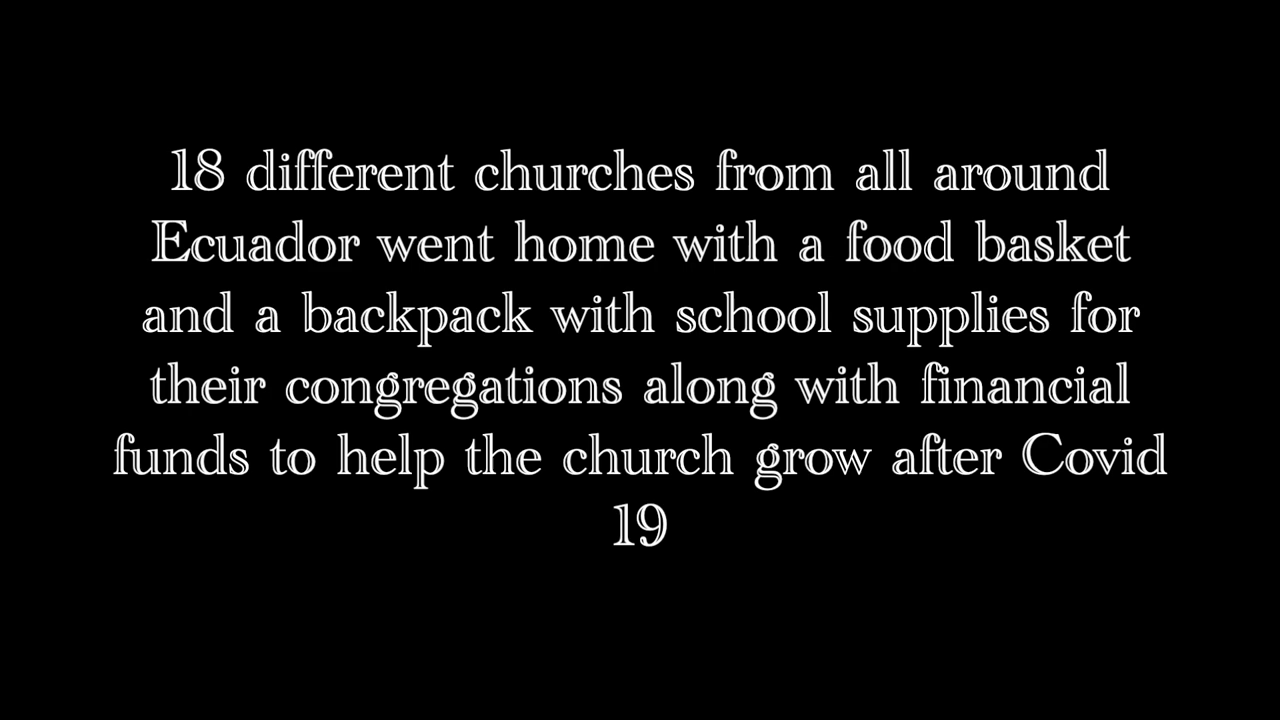 18 different churches from all around
Ecuador went home with a food basket
and a backpack with school supplies for
their congregations along with financial
funds to help the church grow after Covid
19